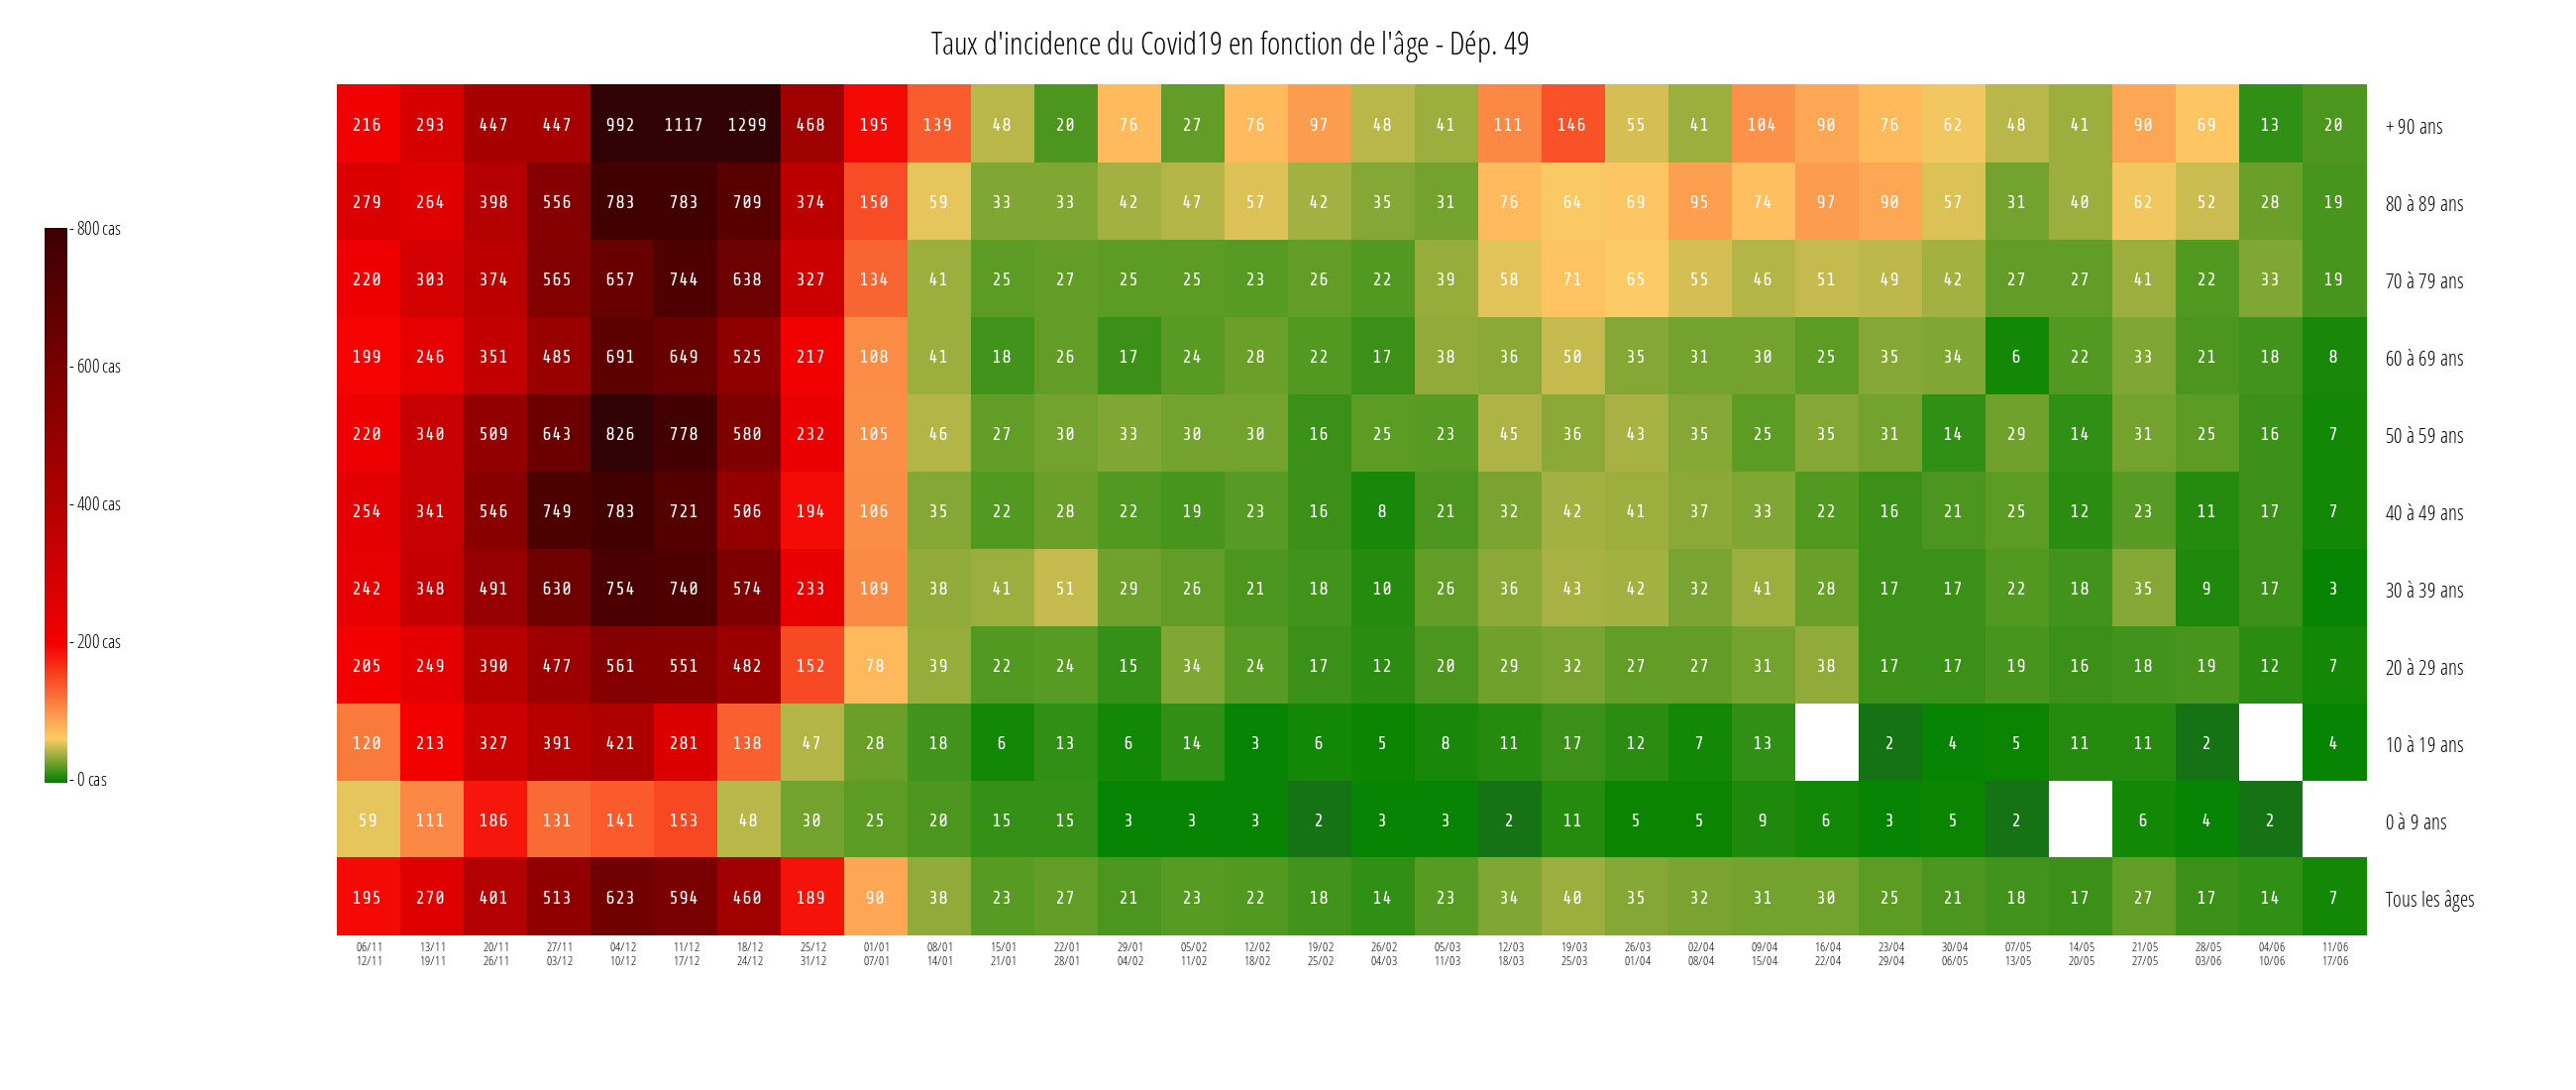 Taux d'incidence du Covid19 en fonction de l'âge - Dép. 49
- 800 cas
- 600 cas
- 400 cas
- 200 cas
- 0 cas
216 293 447 447 992 1117 1299 468 195 139 48 20 76 27 76 97 48 41 111 146 55 41 104 90 76 62 48 41 90 69 13 20 + 90 ans
279 264 398 556 783 783 709 374 150 59 33 33 42 47 57 42 35 31 76 64 69 95 74 97 90 57 31 40 62 52 28 19 80 à 89 ans
220 303 374 565 657 744 638 327 134 41 25 27 25 25 23 26 22 39 58 71 65 55 46 51 49 42 27 27 41 22 33 19 70 à 79 ans
199 246 351 485 691 649 525 217 108 41 18 26 17 24 28 22 17 38 36 50 35 31 30 25 35 34 6 22 33 21 18 8 60 à 69 ans
220 340 509 643 826 778 580 232 105 46 27 30 33 30 30 16 25 23 45 36 43 35 25 35 31 14 29 14 31 25 16 7 50 à 59 ans
254 341 546 749 783 721 506 194 106 35 22 28 22 19 23 16 8 21 32 42 41 37 33 22 16 21 25 12 23 11 17 7 40 à 49 ans
242 348 491 630 754 740 574 233 109 38 41 51 29 26 21 18 10 26 36 43 42 32 41 28 17 17 22 18 35 9 17 3 30 à 39 ans
205 249 390 477 561 551 482 152 78 39 22 24 15 34 24 17 12 20 29 32 27 27 31 38 17 17 19 16 18 19 12 7 20 à 29 ans
120 213 327 391 421 281 138 47 28 18 6 13 6 14 3 6 5 8 11 17 12 7 13 2 4 5 11 11 2 4 10 à 19 ans
59 111 186 131 141 153 48 30 25 20 15 15 3 3 3 2 3 3 2 11 5 5 9 6 3 5 2 6 4 2 0 à 9 ans
195 270 401 513 623 594 460 189 90 38 23 27 21 23 22 18 14 23 34 40 35 32 31 30 25 21 18 17 27 17 14 7 Tous les âges
06/11 13/11 20/11 27/11 04/12 11/12 18/12 25/12 01/01 08/01 15/01 22/01 29/01 05/02 12/02 19/02 26/02 05/03 12/03 19/03 26/03 02/04 09/04 16/04 23/04 30/04 07/05 14/05 21/05 28/05 04/06 11/06
12/11 19/11 26/11 03/12 10/12 17/12 24/12 31/12 07/01 14/01 21/01 28/01 04/02 11/02 18/02 25/02 04/03 11/03 18/03 25/03 01/04 08/04 15/04 22/04 29/04 06/05 13/05 20/05 27/05 03/06 10/06 17/06